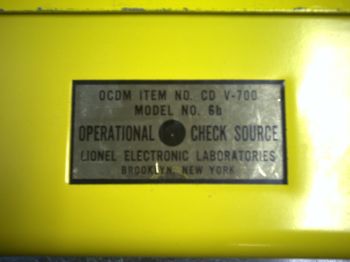 OCDM ITEM NO. CD V-700
MODEL NO. 6b
OPERATIONAL CHECK SOURCE
LIONEL ELECTRONIC LABORATORIES
BROOKLYN, NEW YORK